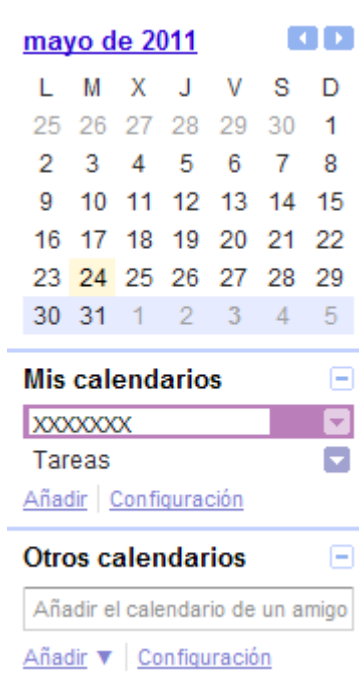 mayo de 2011
L M X J V S D
25 26 27 28 29 30 1
2 3 4 5 6 7 8
9 10 11 12 13 14 15
16 17 18 19 20 21 22
23 24 25 26 27 28 29
30 31 1 2 3 4 5
Mis calendarios
XXXXXXX
Tareas
Añadir Configuración
Otros calendarios
Añadir el calendario de un amigo
Añadir ▼ Configuración